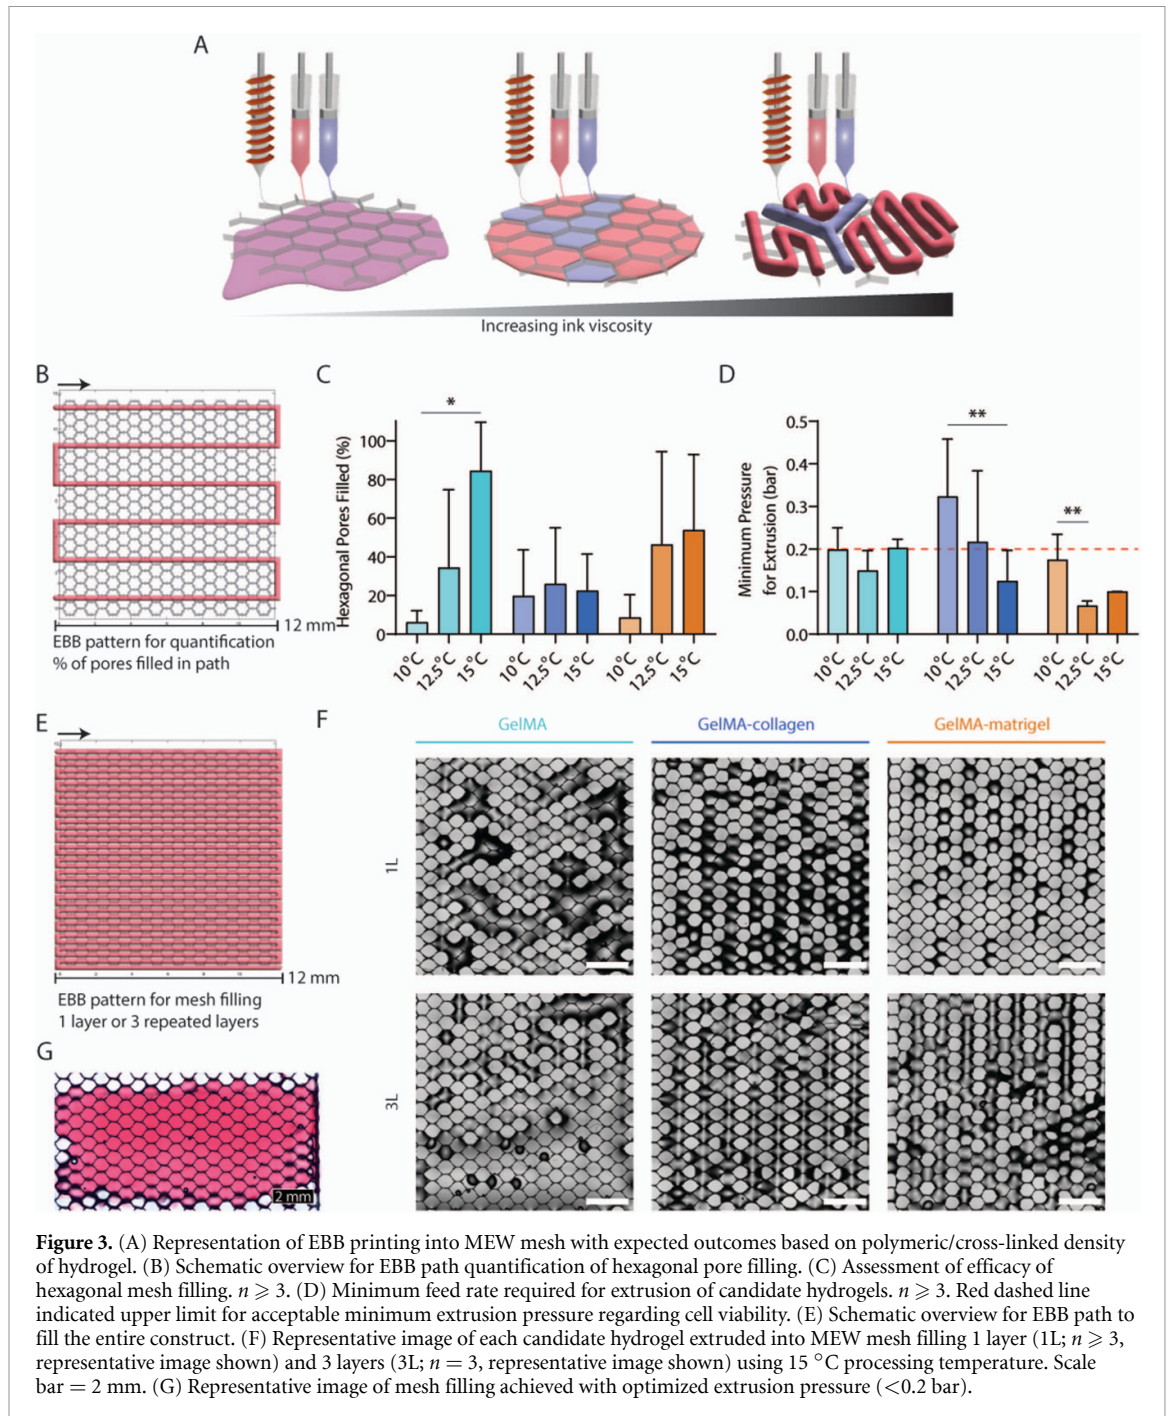 A
Increasing ink viscosity
B
12 mm
EBB pattern for quantification
% of pores filled in path
C
Hexagonal Pores Filled (%)
100
80
60
40
20
0
*
10°C
12.5°C
15°C
10°C
12.5°C
15°C
10°C
12.5°C
15°C
D
Minimum Pressure
for Extrusion (bar)
0.5
0.4
0.3
0.2
0.1
0.0
**
**
10°C
12.5°C
15°C
10°C
12.5°C
15°C
10°C
12.5°C
15°C
E
12 mm
EBB pattern for mesh filling
1 layer or 3 repeated layers
F
GelMA
GelMA-collagen
GelMA-matrigel
1L
3L
G
2 mm
Figure 3. (A) Representation of EBB printing into MEW mesh with expected outcomes based on polymeric/cross-linked density
of hydrogel. (B) Schematic overview for EBB path quantification of hexagonal pore filling. (C) Assessment of efficacy of
hexagonal mesh filling. n ⩾ 3. (D) Minimum feed rate required for extrusion of candidate hydrogels. n ⩾ 3. Red dashed line
indicated upper limit for acceptable minimum extrusion pressure regarding cell viability. (E) Schematic overview for EBB path to
fill the entire construct. (F) Representative image of each candidate hydrogel extruded into MEW mesh filling 1 layer (1L; n ⩾ 3,
representative image shown) and 3 layers (3L; n = 3, representative image shown) using 15 °C processing temperature. Scale
bar = 2 mm. (G) Representative image of mesh filling achieved with optimized extrusion pressure (<0.2 bar).